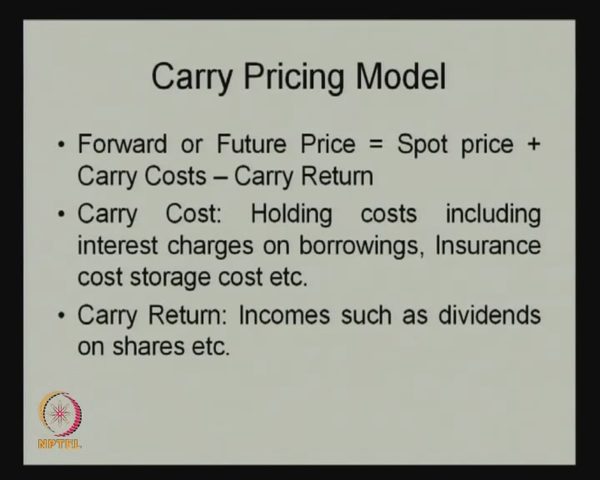 Carry Pricing Model
• Forward or Future Price = Spot price +
Carry Costs – Carry Return
• Carry Cost: Holding costs including
interest charges on borrowings, Insurance
cost storage cost etc.
• Carry Return: Incomes such as dividends
on shares etc.
NPTEL